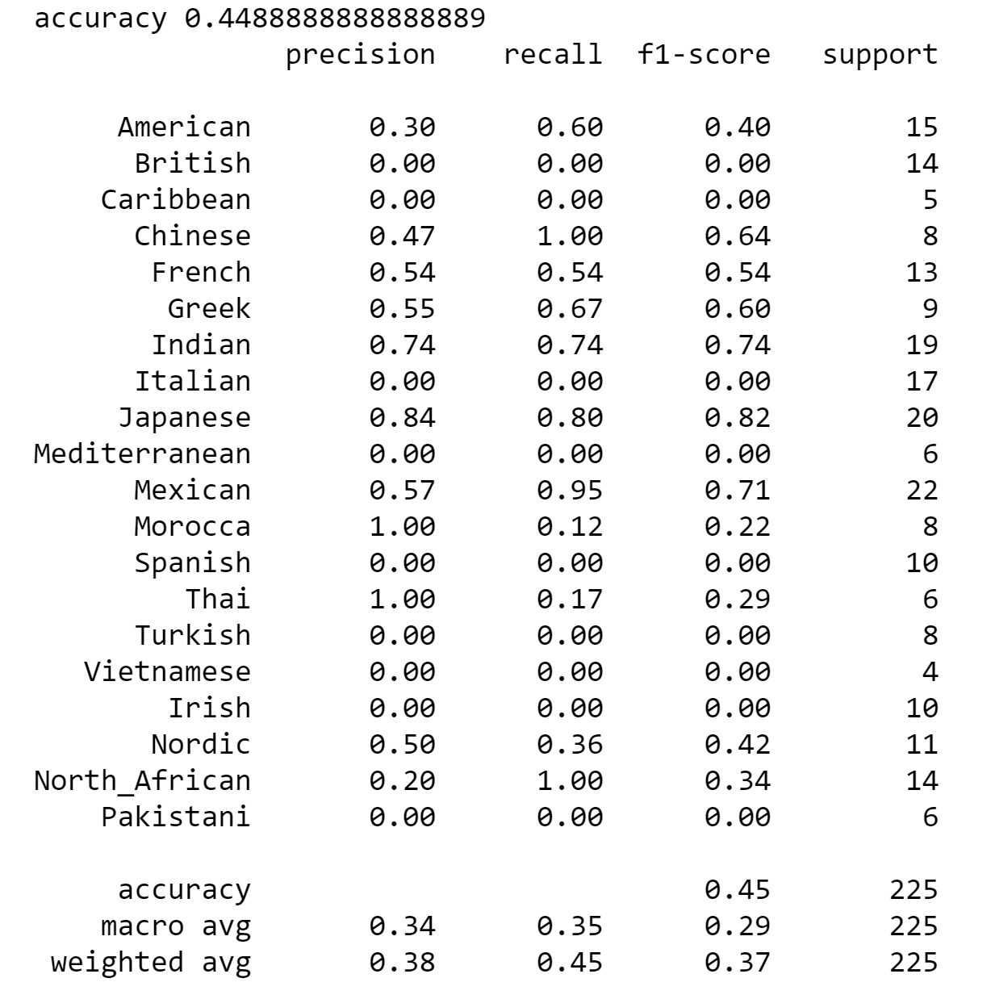 accuracy 0.4488888888888889
precision recall f1-score support
American 0.30 0.60 0.40 15
British 0.00 0.00 0.00 14
Caribbean 0.00 0.00 0.00 5
Chinese 0.47 1.00 0.64 8
French 0.54 0.54 0.54 13
Greek 0.55 0.67 0.60 9
Indian 0.74 0.74 0.74 19
Italian 0.00 0.00 0.00 17
Japanese 0.84 0.80 0.82 20
Mediterranean 0.00 0.00 0.00 6
Mexican 0.57 0.95 0.71 22
Morocca 1.00 0.12 0.22 8
Spanish 0.00 0.00 0.00 10
Thai 1.00 0.17 0.29 6
Turkish 0.00 0.00 0.00 8
Vietnamese 0.00 0.00 0.00 4
Irish 0.00 0.00 0.00 10
Nordic 0.50 0.36 0.42 11
North_African 0.20 1.00 0.34 14
Pakistani 0.00 0.00 0.00 6
accuracy 0.45 225
macro avg 0.34 0.35 0.29 225
weighted avg 0.38 0.45 0.37 225